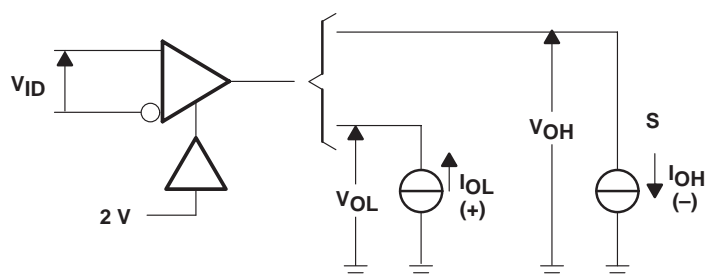 VID
2 V
VOL
IOL
(+)
VOH
S
IOH
(–)